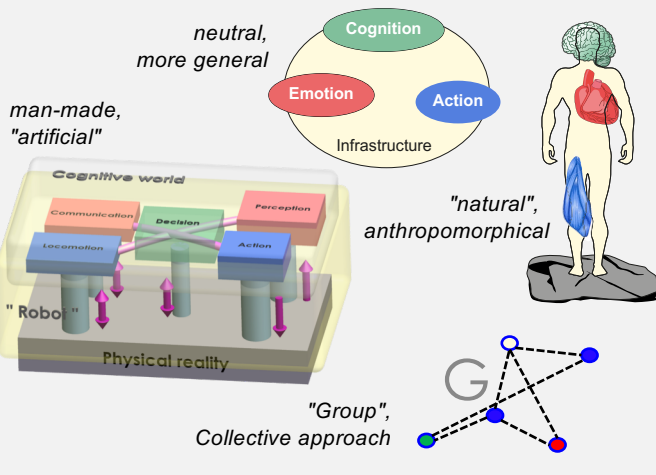 neutral,
more general
Cognition
Emotion
Action
Infrastructure
man-made,
"artificial"
Cognitive world
Communication
Decision
Perception
Locomotion
Action
" Robot "
Physical reality
"natural",
anthropomorphical
"Group",
Collective approach
G